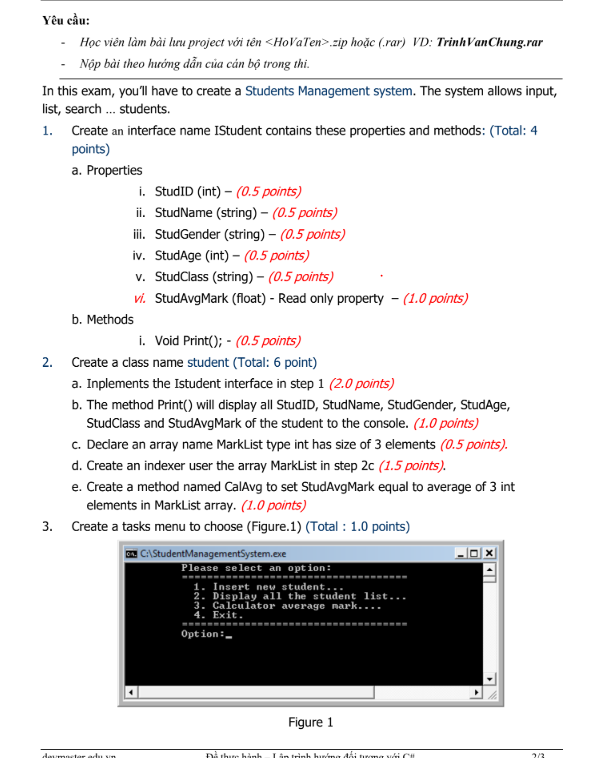 Yêu cầu:
- Học viên làm bài lưu project với tên <HoVaTen>.zip hoặc (.rar) VD: TrinhVanChung.rar
- Nộp bài theo hướng dẫn của cán bộ trong thi.
In this exam, you'll have to create a Students Management system. The system allows input,
list, search ... students.
1. Create an interface name IStudent contains these properties and methods: (Total: 4
points)
a. Properties
i. StudID (int) – (0.5 points)
ii. StudName (string) – (0.5 points)
iii. StudGender (string) – (0.5 points)
iv. StudAge (int) – (0.5 points)
v. StudClass (string) – (0.5 points)
vi. StudAvgMark (float) - Read only property – (1.0 points)
b. Methods
i. Void Print(); - (0.5 points)
2. Create a class name student (Total: 6 point)
a. Inplements the Istudent interface in step 1 (2.0 points)
b. The method Print() will display all StudID, StudName, StudGender, StudAge,
StudClass and StudAvgMark of the student to the console. (1.0 points)
c. Declare an array name MarkList type int has size of 3 elements (0.5 points).
d. Create an indexer user the array MarkList in step 2c (1.5 points).
e. Create a method named CalAvg to set StudAvgMark equal to average of 3 int
elements in MarkList array. (1.0 points)
3. Create a tasks menu to choose (Figure.1) (Total : 1.0 points)
C:\StudentManagementSystem.exe
Please select an option:
=====================================
1. Insert new student...
2. Display all the student list...
3. Calculator average mark....
4. Exit.
=====================================
Option:_
Figure 1
devmaster.edu.vn Đề thực hành – Lập trình hướng đối tượng với C# 2/3